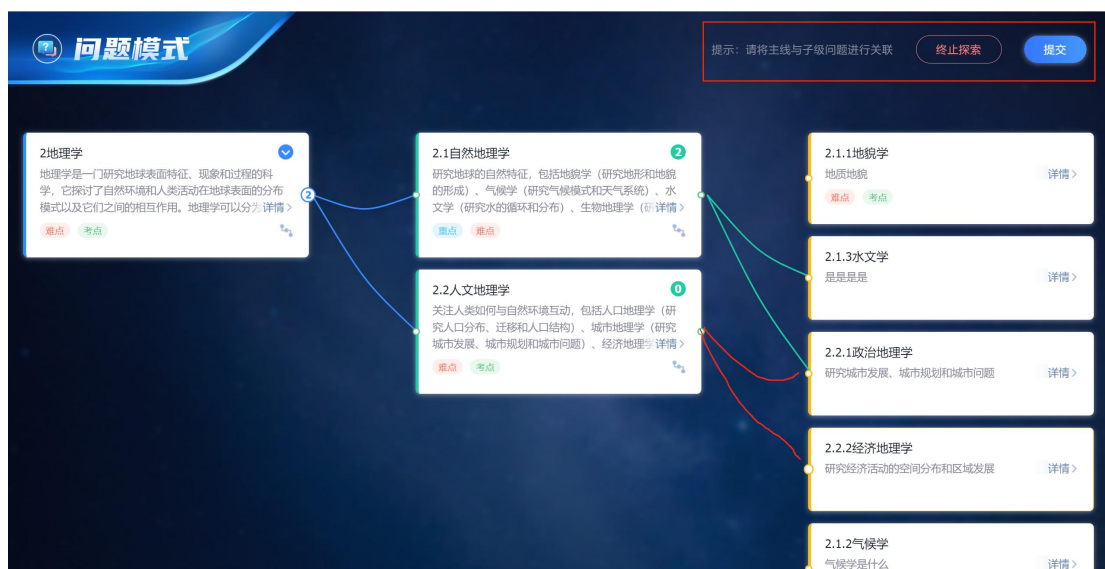 问题模式
提示：请将主线与子级问题进行关联
终止探索
提交
2地理学
地理学是一门研究地球表面特征、现象和过程的科
学，它探讨了自然环境和人类活动在地球表面的分布
模式以及它们之间的相互作用。地理学可以分为详情>
难点 考点
2
2.1自然地理学
2
研究地球的自然特征，包括地貌学（研究地形和地貌
的形成）、气候学（研究气候模式和天气系统）、水
文学（研究水的循环和分布）、生物地理学（研详情>
重点 难点
2.2人文地理学
0
关注人类如何与自然环境互动，包括人口地理学（研
究人口分布、迁移和人口结构）、城市地理学（研究
城市发展、城市规划和城市问题）、经济地理学详情>
难点 考点
2.1.1地貌学
地质地貌 详情>
难点 考点
2.1.3水文学
是是是是 详情>
2.2.1政治地理学
研究城市发展、城市规划和城市问题 详情>
2.2.2经济地理学
研究经济活动的空间分布和区域发展 详情>
2.1.2气候学
气候学是什么 详情>